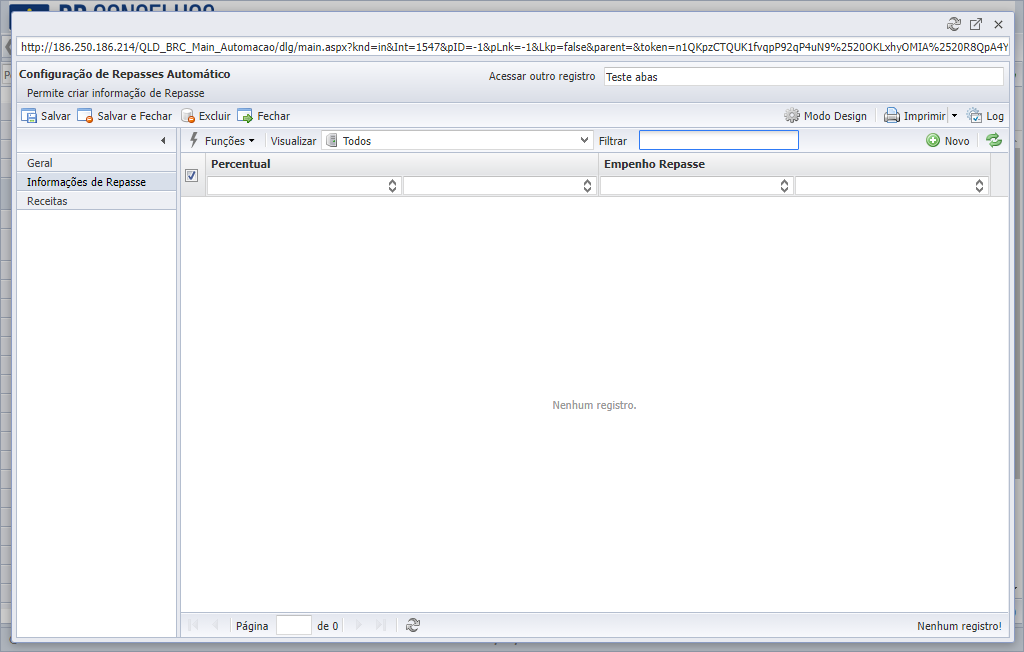 http://186.250.186.214/QLD_BRC_Main_Automacao/dlg/main.aspx?knd=in&Int=1547&pID=-1&pLnk=-1&Lkp=false&parent=&token=n1QKpzCTQUK1fvqpP92qP4uN9%2520OKLxhyOMIA%2520R8QpA4Y
Configuração de Repasses Automático
Acessar outro registro Teste abas
Permite criar informação de Repasse
Salvar Salvar e Fechar Excluir Fechar Modo Design Imprimir Log
Funções Visualizar Todos Filtrar Novo
Geral
Informações de Repasse
Receitas
Percentual Empenho Repasse
Nenhum registro.
Página de 0 Nenhum registro!